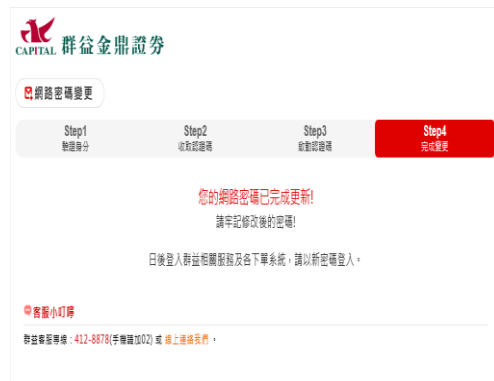 CAPITAL 群益金鼎證券
網路密碼變更
Step1 Step2 Step3 Step4
驗證身分 收取認證碼 啟動認證碼 完成變更
您的網路密碼已完成更新!
請牢記修改後的密碼!
日後登入群益相關服務及各下單系統，請以新密碼登入。
客服小叮嚀
群益客服專線：412-8878(手機請加02) 或 線上連絡我們 。